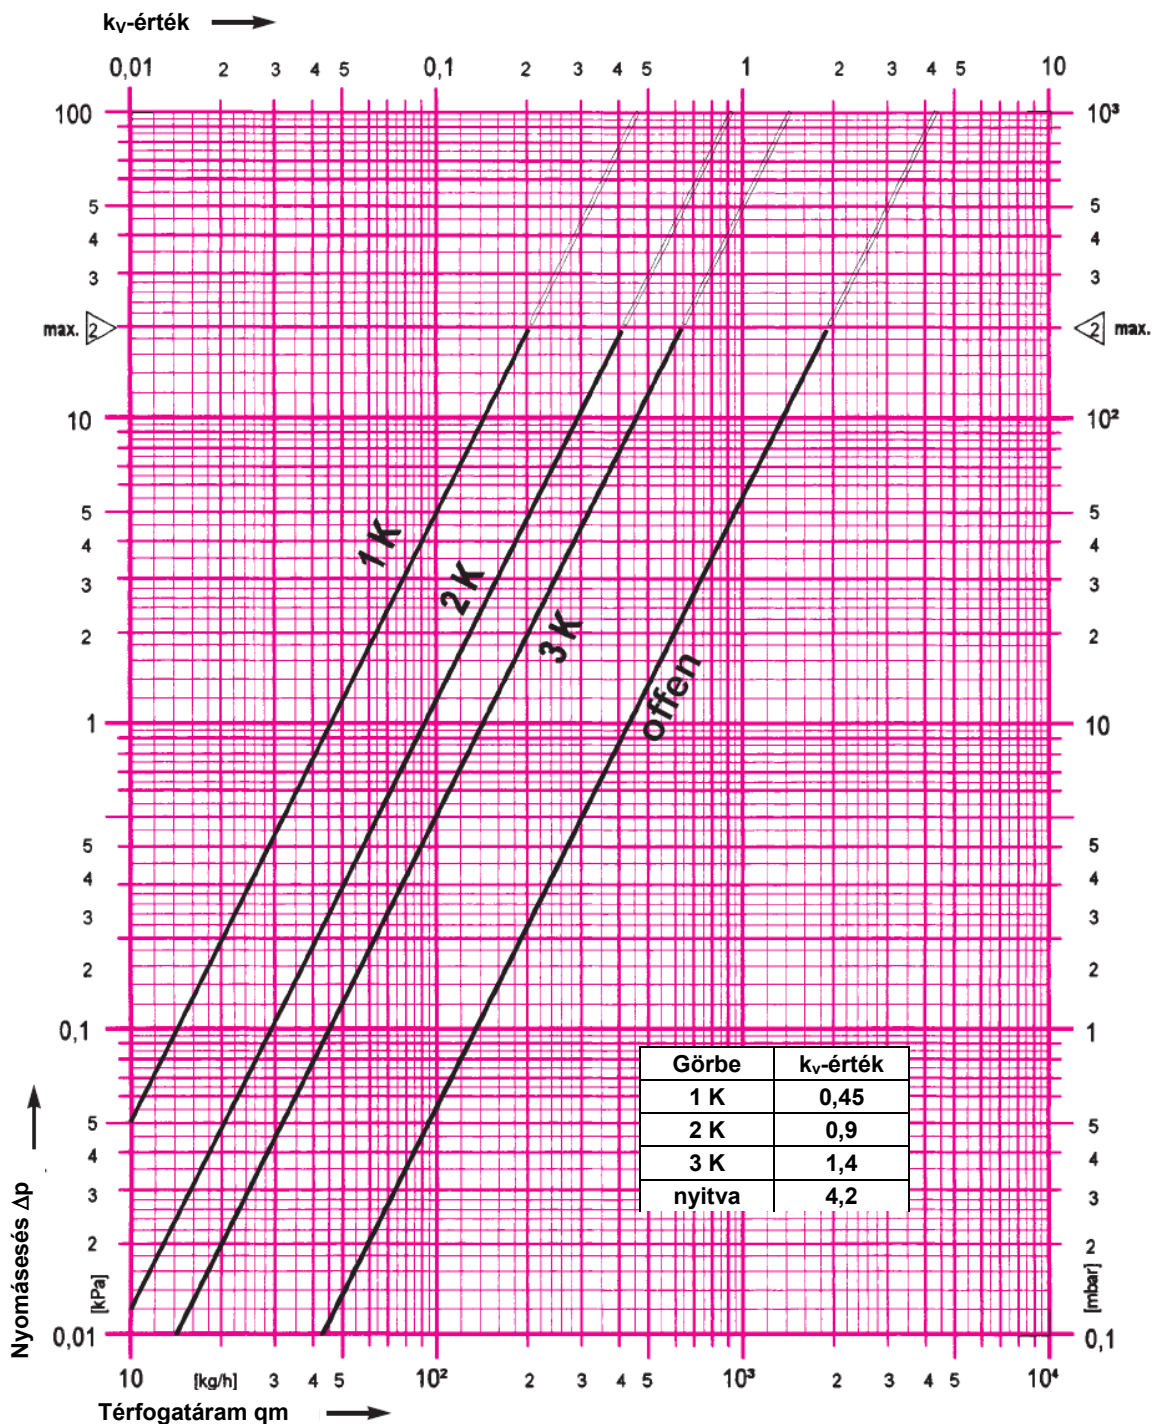 kV-érték
0,01 2 3 4 5 0,1 2 3 4 5 1 2 3 4 5 10
100 10³
5 5
4 4
3 3
max. 2 2 max.
10 10²
5 5
4 4
3 3
2 2
1 10
5 5
4 4
3 3
2 2
0,1 1
5 5
4 4
3 3
2 2
0,01 0,1
1 K
2 K
3 K
offen
Görbe kv-érték
1 K 0,45
2 K 0,9
3 K 1,4
nyitva 4,2
Nyomásesés Δp
[kPa]
[mbar]
10 [kg/h] 3 4 5 10² 2 3 4 5 10³ 2 3 4 5 10⁴
Térfogatáram qm